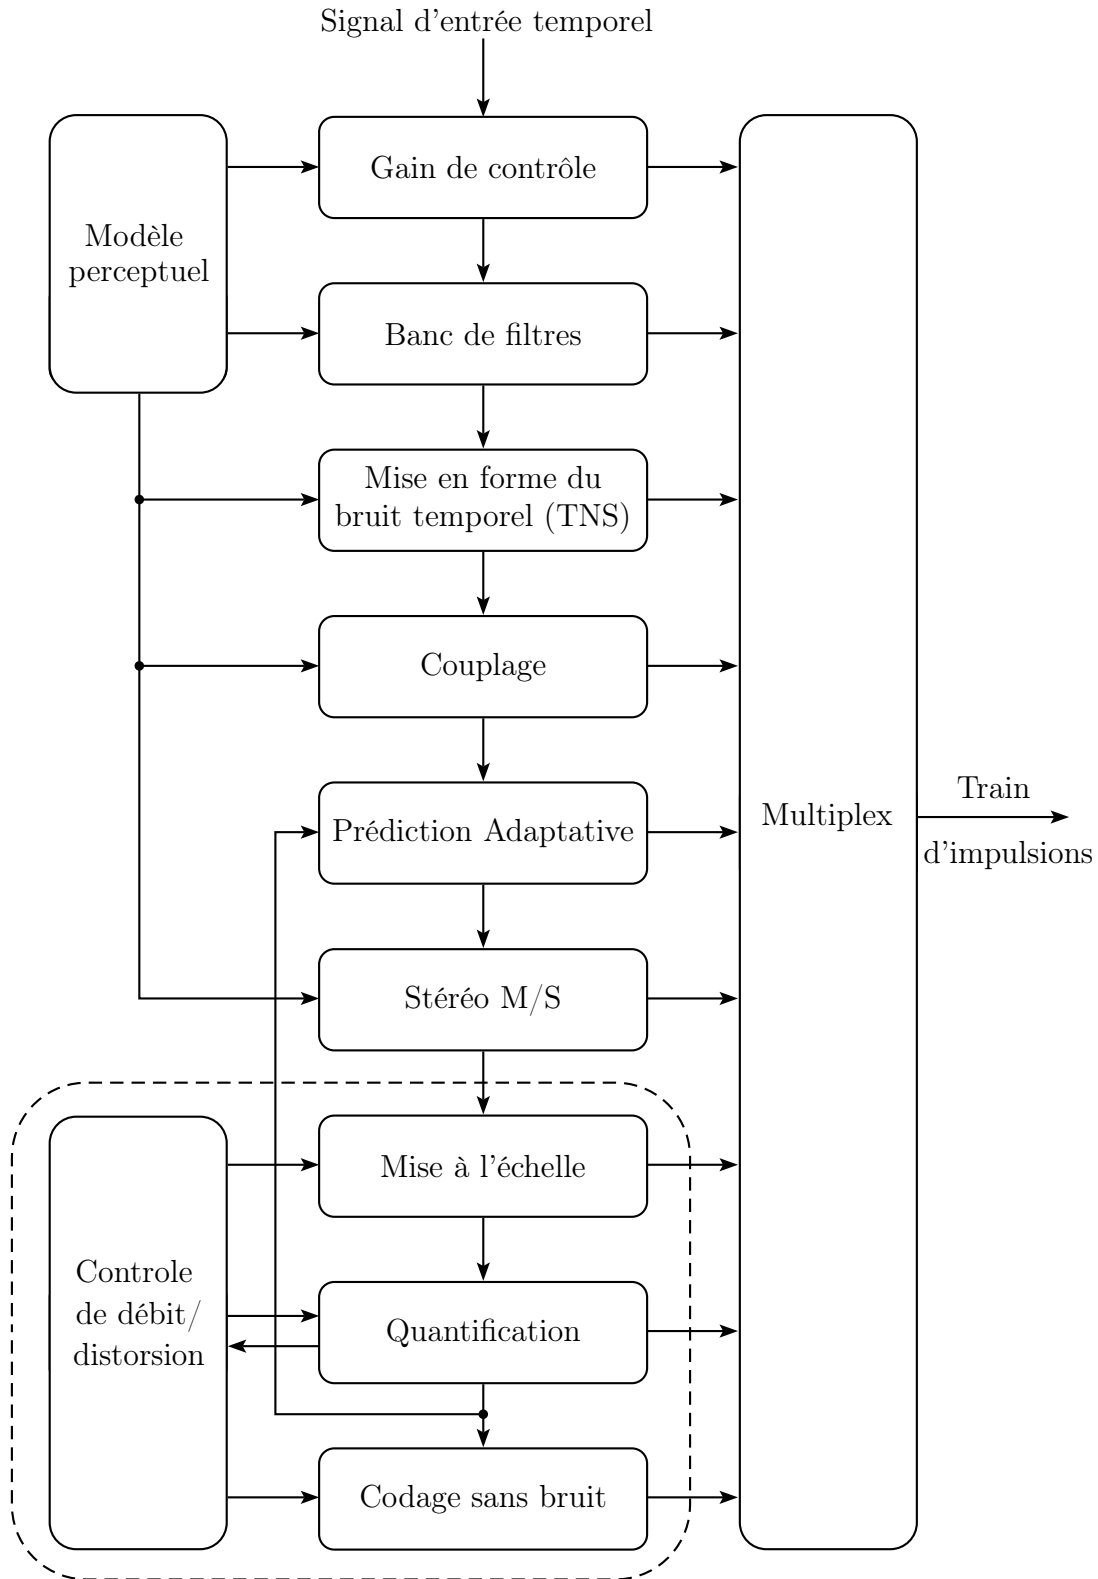 Signal d'entrée temporel
Gain de contrôle
Modèle
perceptuel
Banc de filtres
Mise en forme du
bruit temporel (TNS)
Couplage
Prédiction Adaptative
Multiplex
Train
d'impulsions
Stéréo M/S
Mise à l'échelle
Controle
de débit/
distorsion
Quantification
Codage sans bruit